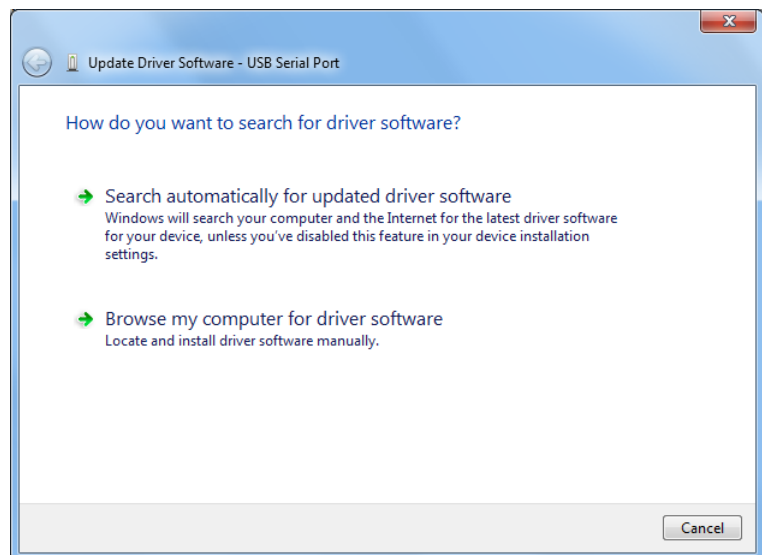 Update Driver Software - USB Serial Port
How do you want to search for driver software?
Search automatically for updated driver software
Windows will search your computer and the Internet for the latest driver software
for your device, unless you've disabled this feature in your device installation
settings.
Browse my computer for driver software
Locate and install driver software manually.
Cancel